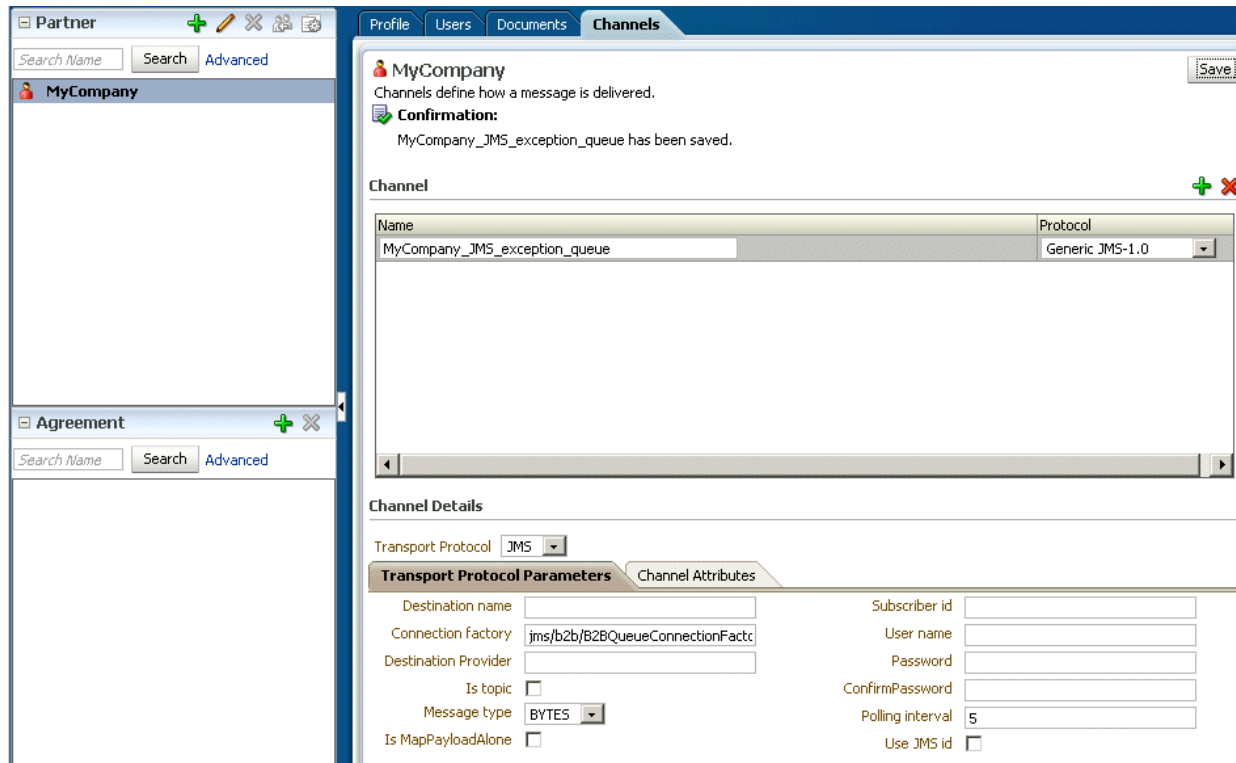 Partner
Search Name Search Advanced
MyCompany
Agreement
Search Name Search Advanced
Profile Users Documents Channels
MyCompany Save
Channels define how a message is delivered.
Confirmation:
MyCompany_JMS_exception_queue has been saved.
Channel
Name Protocol
MyCompany_JMS_exception_queue Generic JMS-1.0
Channel Details
Transport Protocol JMS
Transport Protocol Parameters Channel Attributes
Destination name Subscriber id
Connection factory jms/b2b/B2BQueueConnectionFacto User name
Destination Provider Password
Is topic ConfirmPassword
Message type BYTES Polling interval 5
Is MapPayloadAlone Use JMS id